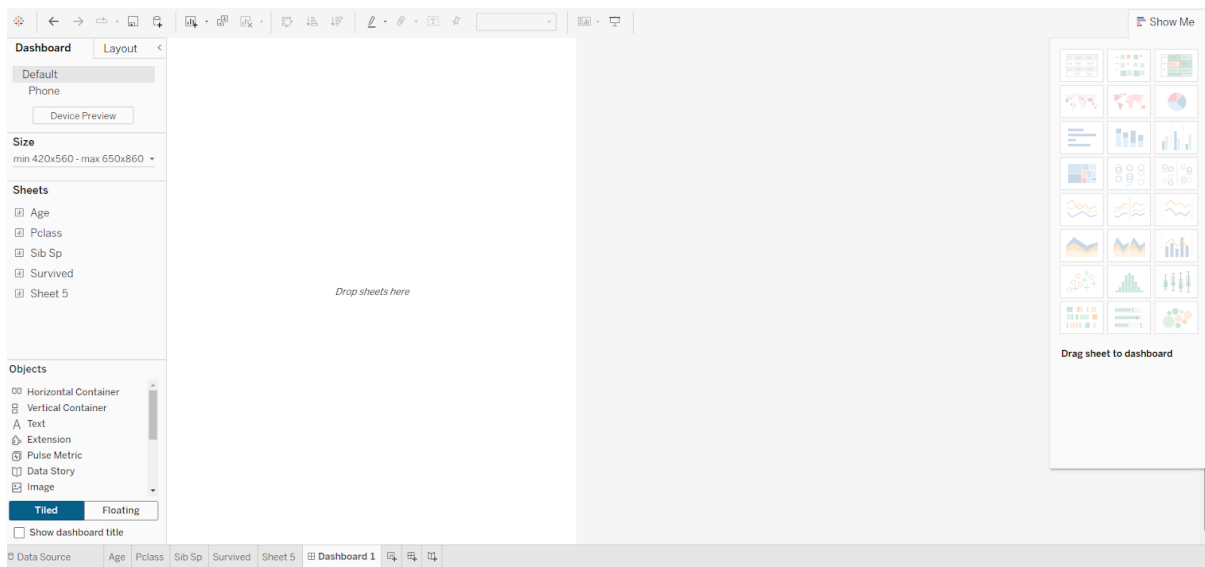 Show Me
Dashboard
Layout
Default
Phone
Device Preview
Size
min 420x560 - max 650x860
Sheets
Age
Pclass
Sib Sp
Survived
Sheet 5
Drop sheets here
Drag sheet to dashboard
Objects
Horizontal Container
Vertical Container
Text
Extension
Pulse Metric
Data Story
Image
Tiled
Floating
Show dashboard title
Data Source
Age
Pclass
Sib Sp
Survived
Sheet 5
Dashboard 1